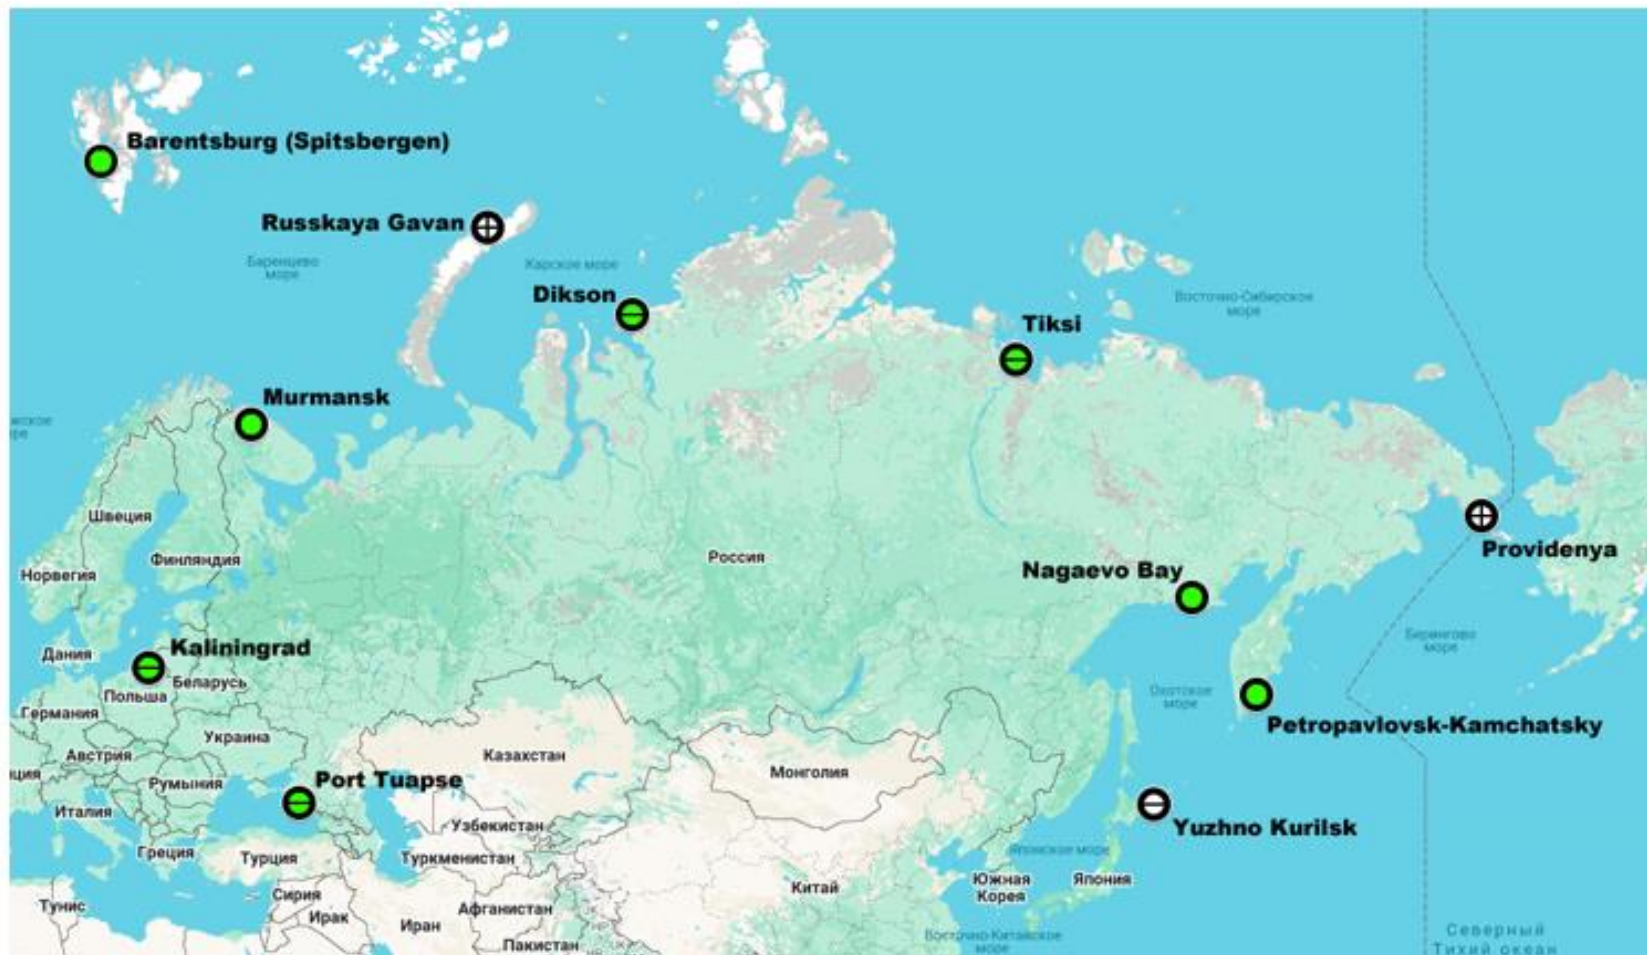 Barentsburg (Spitsbergen)
Russkaya Gavan
Баренцево
море
Карское море
Dikson
Восточно-Сибирское
море
Tiksi
Murmansk
Швеция
Финляндия
Норвегия
Россия
Providenya
Nagaevo Bay
Kaliningrad
Дания
Беларусь
Польша
Германия
Берингово
море
Охотское
море
Petropavlovsk-Kamchatsky
Украина
Австрия
Казахстан
Монголия
Румыния
Port Tuapse
Италия
Узбекистан
Yuzhno Kurilsk
Греция
Турция
Туркменистан
Японское море
Южная
Корея
Япония
Китай
Сирия
Тунис
Ирак
Иран
Афганистан
Пакистан
Восточно-Китайское
море
Северный
Тихий океан